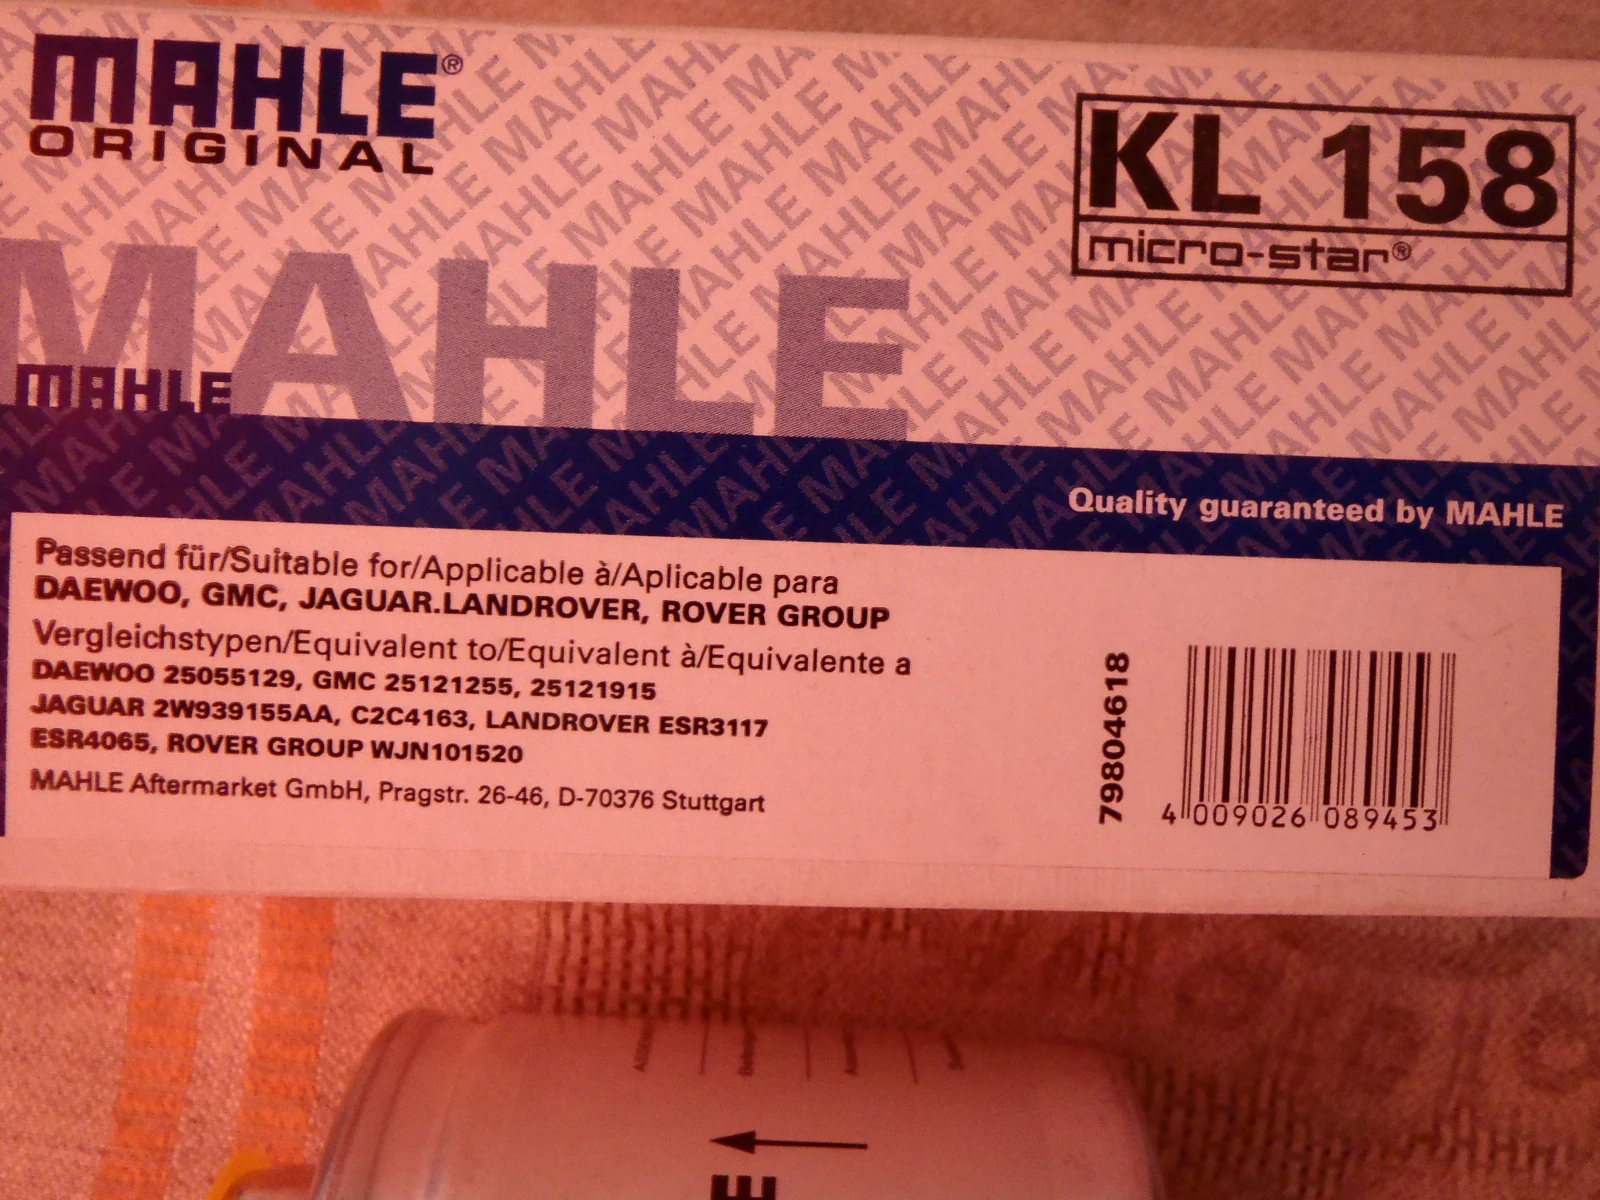 MAHLE®
ORIGINAL
KL 158
micro-star®
MAHLE
MAHLE
Quality guaranteed by MAHLE
Passend für/Suitable for/Applicable à/Aplicable para
DAEWOO, GMC, JAGUAR.LANDROVER, ROVER GROUP
Vergleichstypen/Equivalent to/Equivalent à/Equivalente a
DAEWOO 25055129, GMC 25121255, 25121915
JAGUAR 2W939155AA, C2C4163, LANDROVER ESR3117
ESR4065, ROVER GROUP WJN101520
MAHLE Aftermarket GmbH, Pragstr. 26-46, D-70376 Stuttgart
79804618
4 009026 089453
E